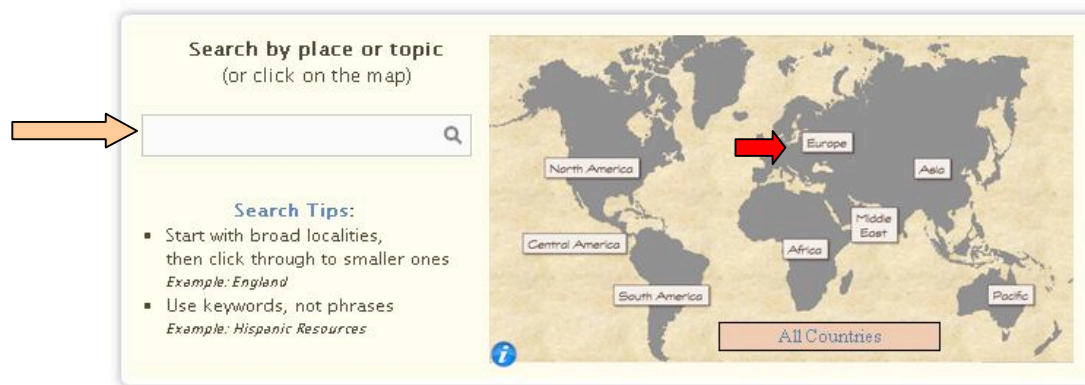 Search by place or topic
(or click on the map)
Search Tips:
▪ Start with broad localities,
then click through to smaller ones
Example: England
▪ Use keywords, not phrases
Example: Hispanic Resources
North America
Europe
Asia
Central America
Africa
Middle
East
South America
Pacific
All Countries
i